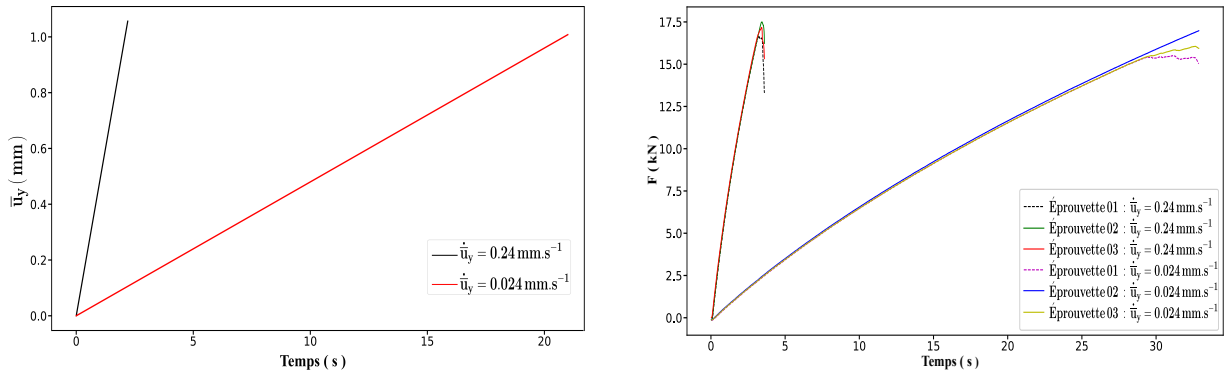 1.0
0.8
0.6
0.4
0.2
0.0
u̅y ( mm )
0 5 10 15 20
Temps ( s )
u̅̇y = 0.24 mm.s⁻¹
u̅̇y = 0.024 mm.s⁻¹
17.5
15.0
12.5
10.0
7.5
5.0
2.5
0.0
F ( kN )
0 5 10 15 20 25 30
Temps ( s )
Éprouvette 01 : u̅̇y = 0.24 mm.s⁻¹
Éprouvette 02 : u̅̇y = 0.24 mm.s⁻¹
Éprouvette 03 : u̅̇y = 0.24 mm.s⁻¹
Éprouvette 01 : u̅̇y = 0.024 mm.s⁻¹
Éprouvette 02 : u̅̇y = 0.024 mm.s⁻¹
Éprouvette 03 : u̅̇y = 0.024 mm.s⁻¹